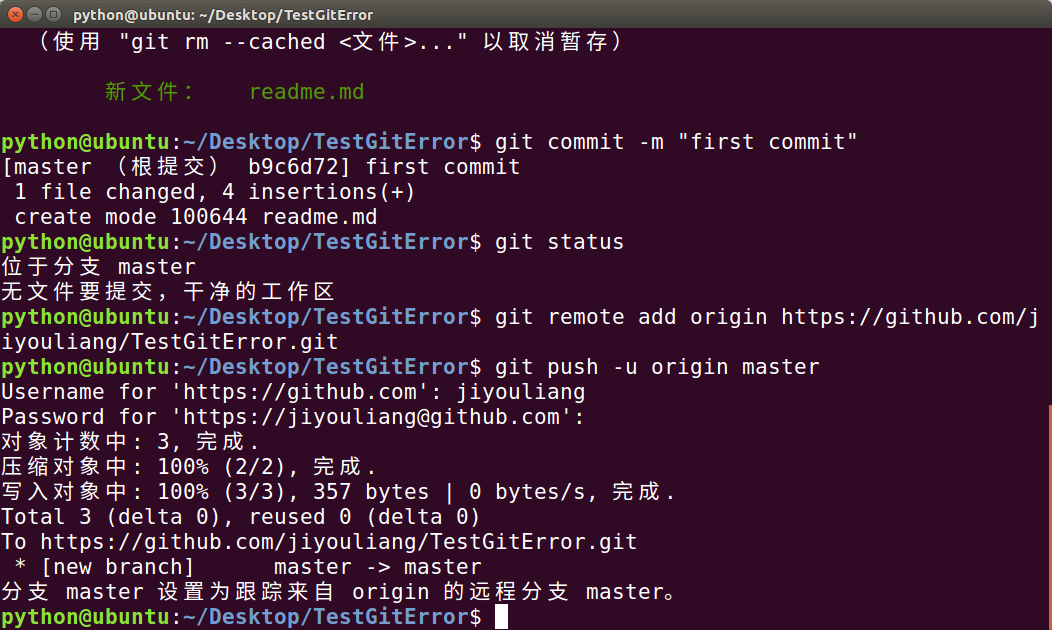 python@ubuntu: ~/Desktop/TestGitError
（使用 "git rm --cached <文件>..." 以取消暂存）
新文件：    readme.md
python@ubuntu:~/Desktop/TestGitError$ git commit -m "first commit"
[master （根提交） b9c6d72] first commit
 1 file changed, 4 insertions(+)
 create mode 100644 readme.md
python@ubuntu:~/Desktop/TestGitError$ git status
位于分支 master
无文件要提交，干净的工作区
python@ubuntu:~/Desktop/TestGitError$ git remote add origin https://github.com/j
iyouliang/TestGitError.git
python@ubuntu:~/Desktop/TestGitError$ git push -u origin master
Username for 'https://github.com': jiyouliang
Password for 'https://jiyouliang@github.com':
对象计数中: 3, 完成.
压缩对象中: 100% (2/2), 完成.
写入对象中: 100% (3/3), 357 bytes | 0 bytes/s, 完成.
Total 3 (delta 0), reused 0 (delta 0)
To https://github.com/jiyouliang/TestGitError.git
 * [new branch]      master -> master
分支 master 设置为跟踪来自 origin 的远程分支 master。
python@ubuntu:~/Desktop/TestGitError$